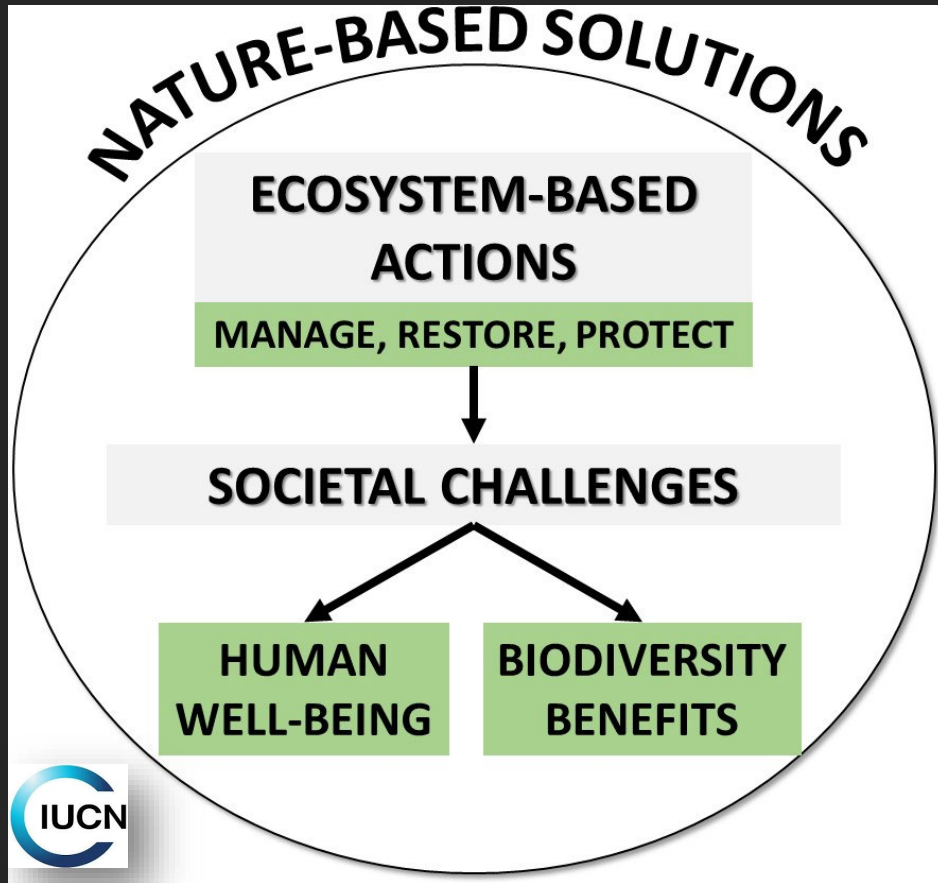 NATURE-BASED SOLUTIONS
ECOSYSTEM-BASED
ACTIONS
MANAGE, RESTORE, PROTECT
SOCIETAL CHALLENGES
HUMAN
WELL-BEING
BIODIVERSITY
BENEFITS
IUCN